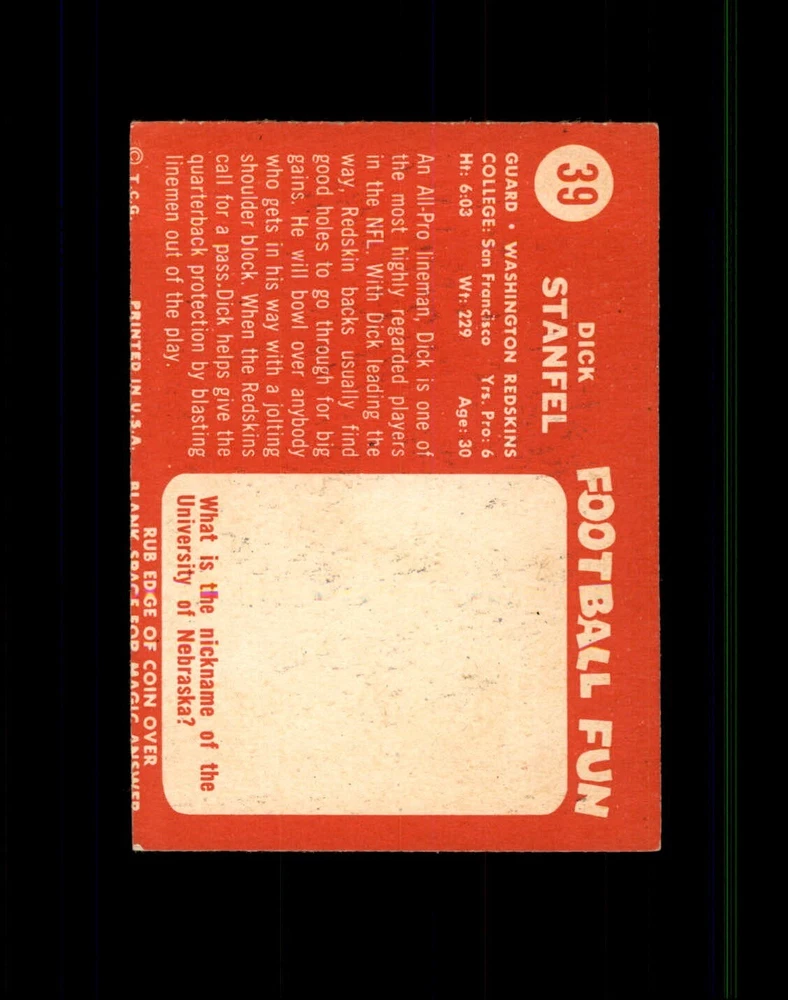 39
DICK
STANFEL
GUARD • WASHINGTON REDSKINS
COLLEGE: San Francisco Yrs. Pro: 6
Ht: 6:03 Wt: 229 Age: 30
An All-Pro lineman, Dick is one of
the most highly regarded players
in the NFL. With Dick leading the
way, Redskin backs usually find
good holes to go through for big
gains. He will bowl over anybody
who gets in his way with a jolting
shoulder block. When the Redskins
call for a pass, Dick helps give the
quarterback protection by blasting
linemen out of the play.
© T.C.G. PRINTED IN U.S.A.
FOOTBALL FUN
What is the nickname of the
University of Nebraska?
RUB EDGE OF COIN OVER
BLANK SPACE FOR MAGIC ANSWER